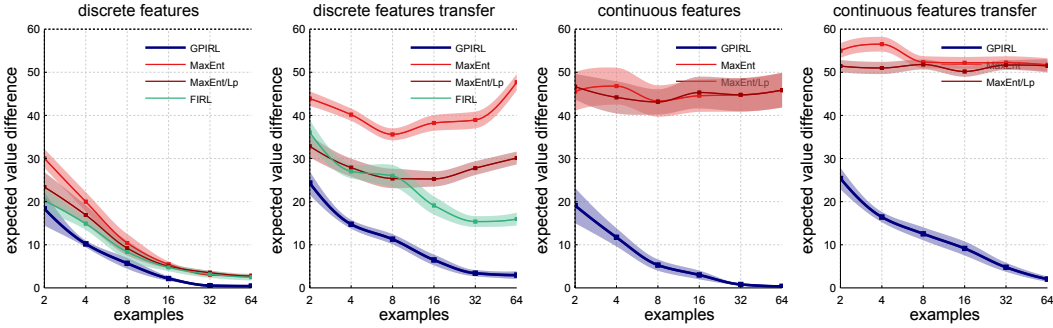 discrete features
expected value difference
60
50
40
30
20
10
0
2
4
8
16
32
64
examples
GPIRL
MaxEnt
MaxEnt/Lp
FIRL
discrete features transfer
expected value difference
60
50
40
30
20
10
0
2
4
8
16
32
64
examples
GPIRL
MaxEnt
MaxEnt/Lp
FIRL
continuous features
expected value difference
60
50
40
30
20
10
0
2
4
8
16
32
64
examples
GPIRL
MaxEnt
MaxEnt/Lp
continuous features transfer
expected value difference
60
50
40
30
20
10
0
2
4
8
16
32
64
examples
GPIRL
MaxEnt
MaxEnt/Lp